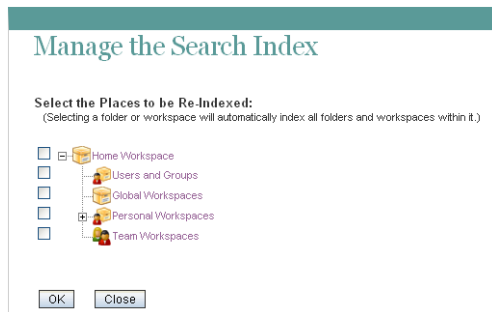 Manage the Search Index
Select the Places to be Re-Indexed:
(Selecting a folder or workspace will automatically index all folders and workspaces within it.)
Home Workspace
Users and Groups
Global Workspaces
Personal Workspaces
Team Workspaces
OK Close